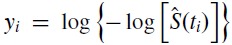 yᵢ = log {−log [Ŝ(tᵢ)]}